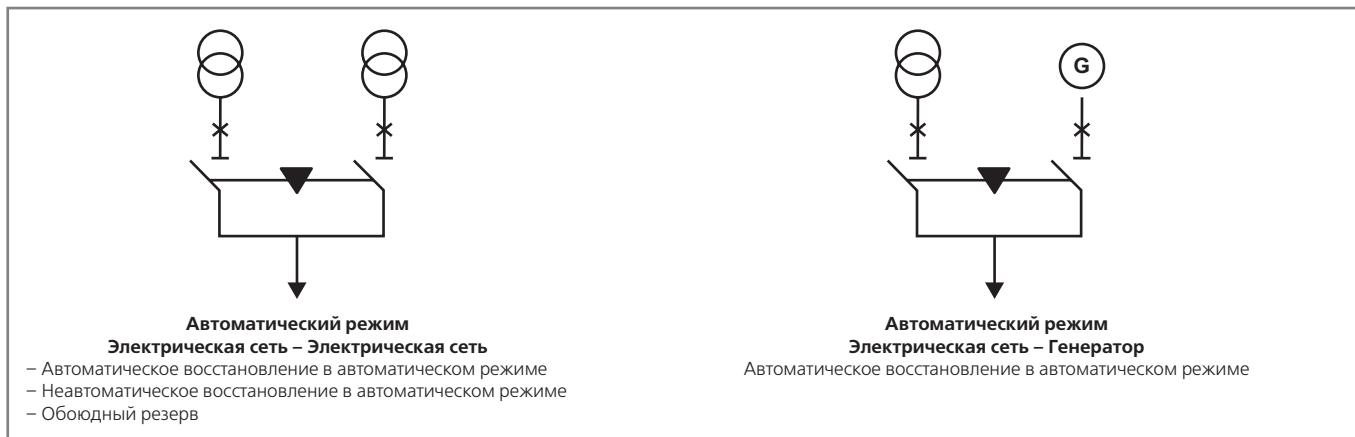 G
Автоматический режим
Электрическая сеть – Электрическая сеть
– Автоматическое восстановление в автоматическом режиме
– Неавтоматическое восстановление в автоматическом режиме
– Обоюдный резерв
Автоматический режим
Электрическая сеть – Генератор
Автоматическое восстановление в автоматическом режиме